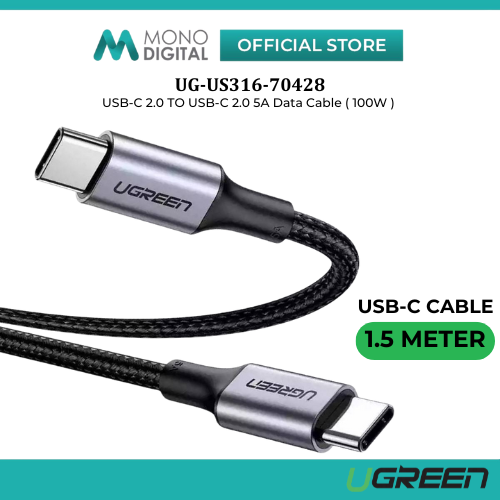 MONO
DIGITAL
OFFICIAL STORE
UG-US316-70428
USB-C 2.0 TO USB-C 2.0 5A Data Cable ( 100W )
UGREEN
USB-C CABLE
1.5 METER
UGREEN
UGREEN